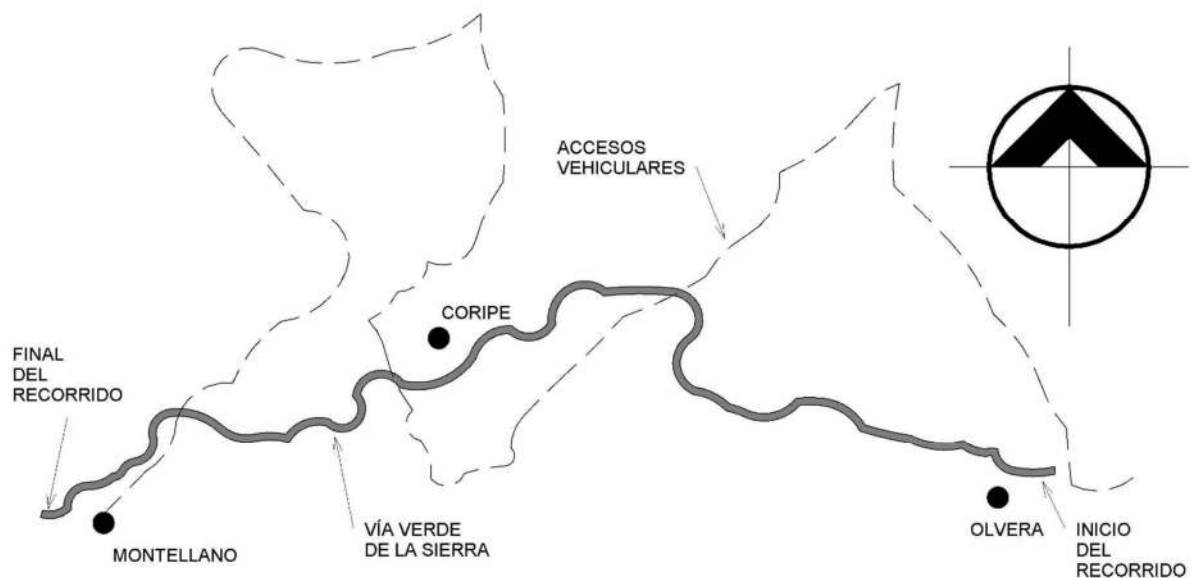 ACCESOS
VEHICULARES
CORIPE
FINAL
DEL
RECORRIDO
MONTELLANO
VÍA VERDE
DE LA SIERRA
OLVERA
INICIO
DEL
RECORRIDO